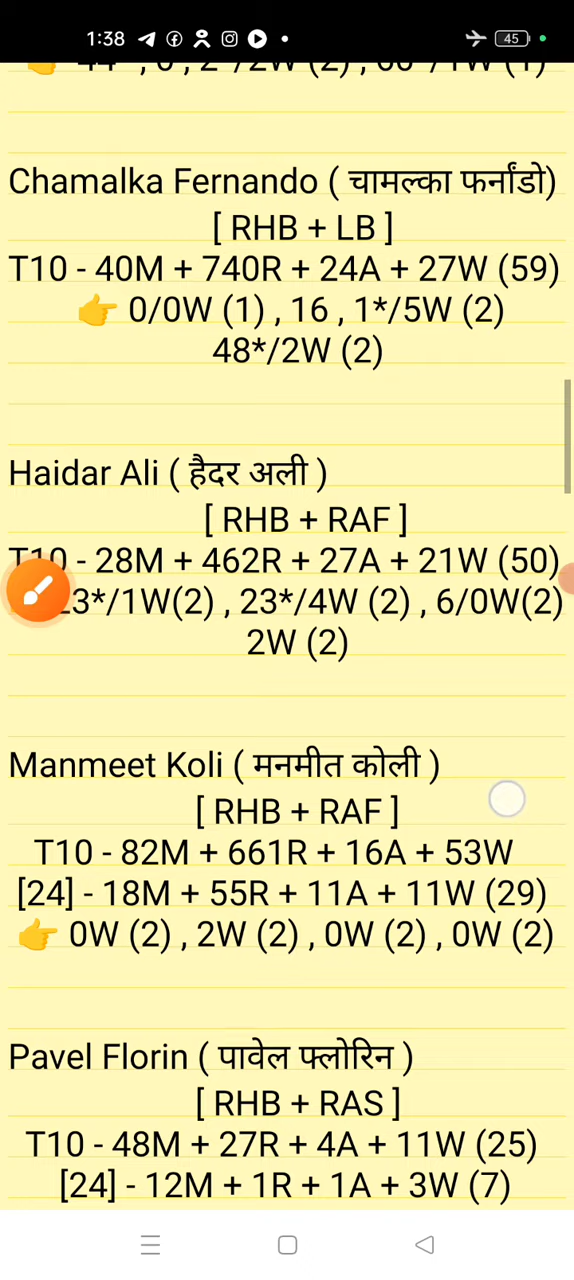 1:38
45
Chamalka Fernando ( चामल्का फर्नांडो)
[ RHB + LB ]
T10 - 40M + 740R + 24A + 27W (59)
👉 0/0W (1) , 16 , 1*/5W (2)
48*/2W (2)
Haidar Ali ( हैदर अली )
[ RHB + RAF ]
T10 - 28M + 462R + 27A + 21W (50)
3*/1W(2) , 23*/4W (2) , 6/0W(2)
2W (2)
Manmeet Koli ( मनमीत कोली )
[ RHB + RAF ]
T10 - 82M + 661R + 16A + 53W
[24] - 18M + 55R + 11A + 11W (29)
👉 0W (2) , 2W (2) , 0W (2) , 0W (2)
Pavel Florin ( पावेल फ्लोरिन )
[ RHB + RAS ]
T10 - 48M + 27R + 4A + 11W (25)
[24] - 12M + 1R + 1A + 3W (7)